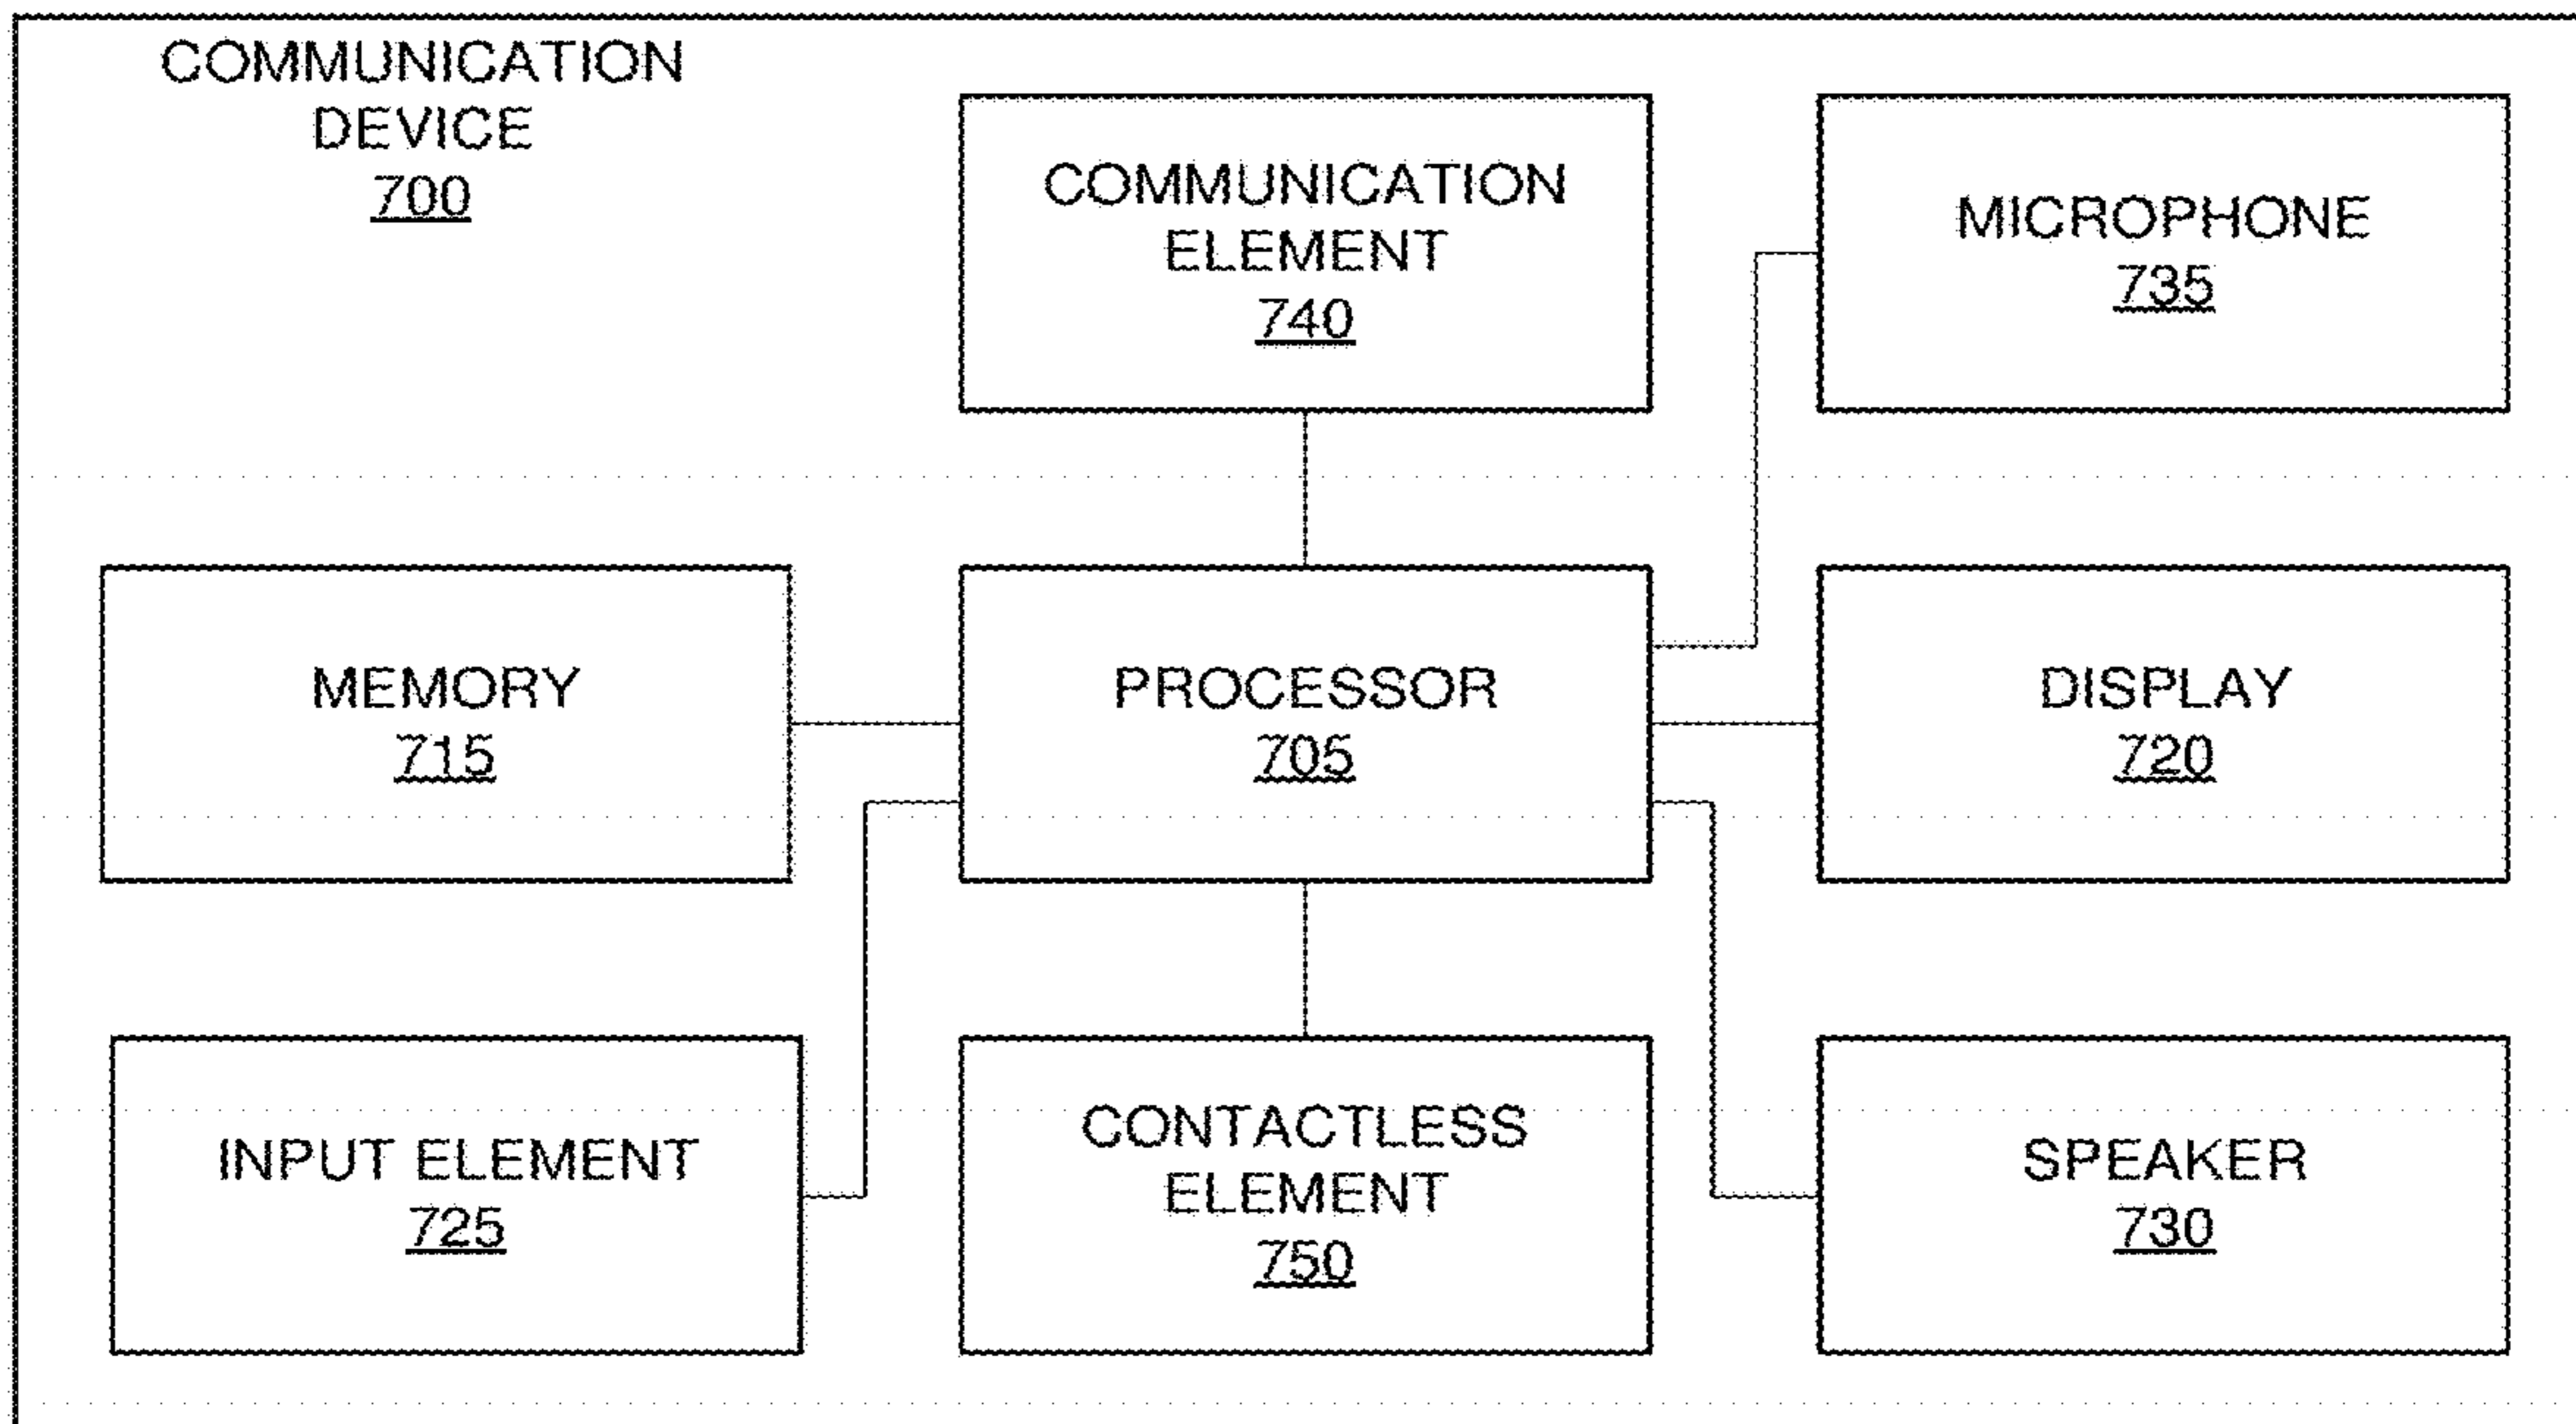 COMMUNICATION
DEVICE
700
COMMUNICATION
ELEMENT
740
MICROPHONE
735
MEMORY
715
PROCESSOR
705
DISPLAY
720
INPUT ELEMENT
725
CONTACTLESS
ELEMENT
750
SPEAKER
730